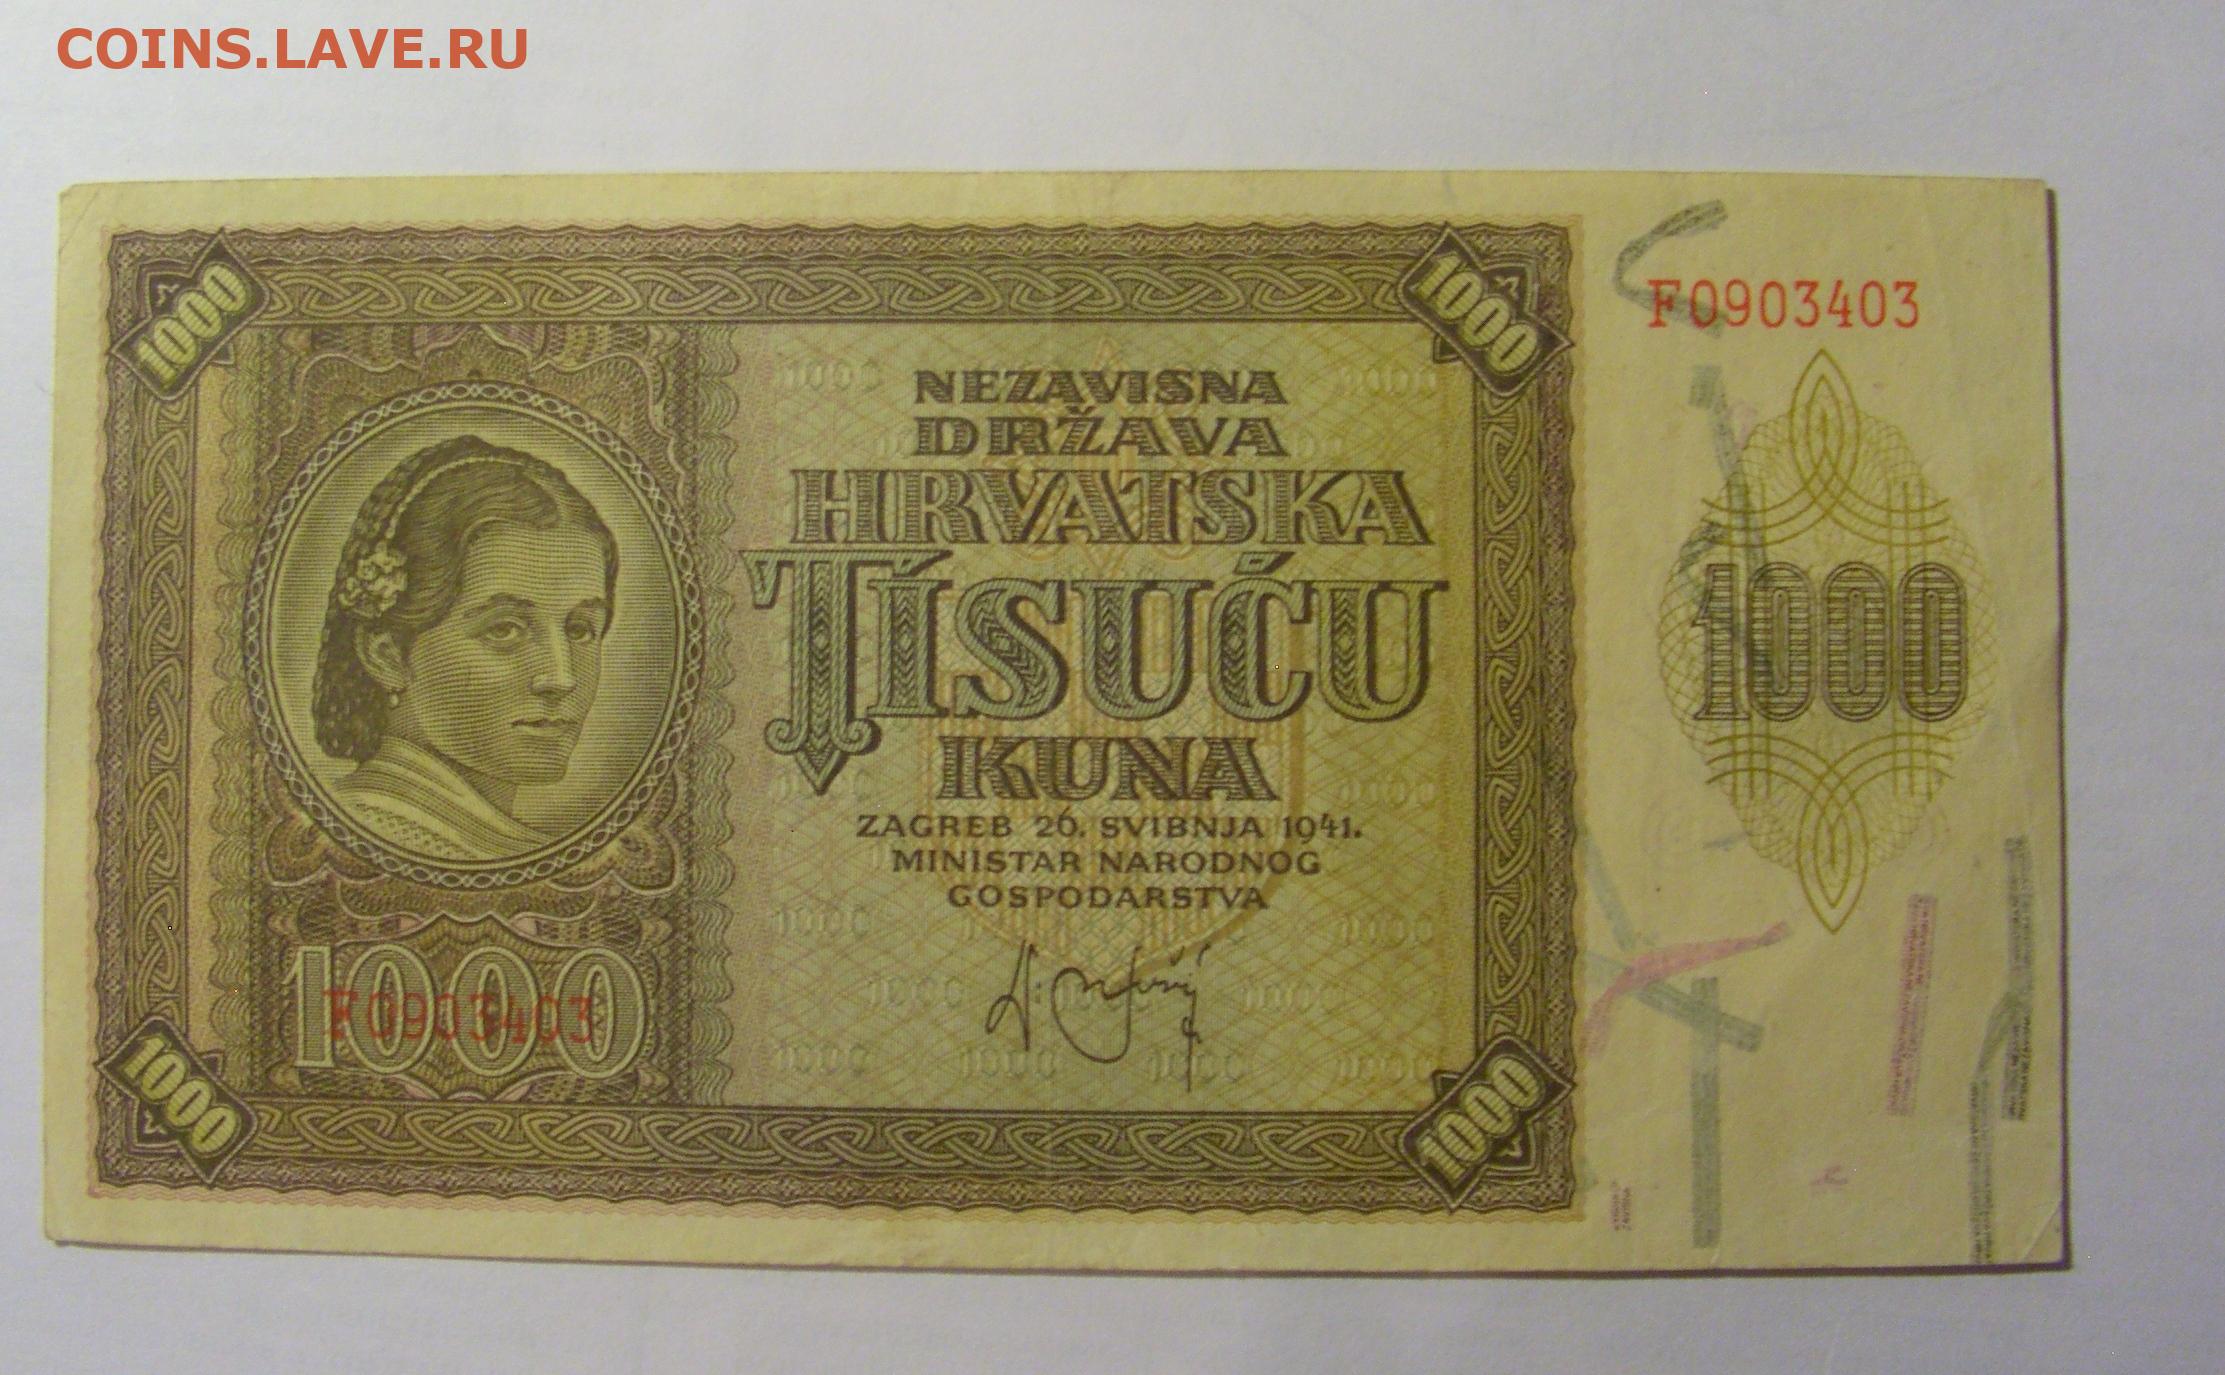 COINS.LAVE.RU
1000
1000
F0903403
NEZAVISNA
DRŽAVA
HRVATSKA
TISUĆU
KUNA
1000
ZAGREB 26. SVIBNJA 1941.
MINISTAR NARODNOG
GOSPODARSTVA
1000
F0903403
1000
1000